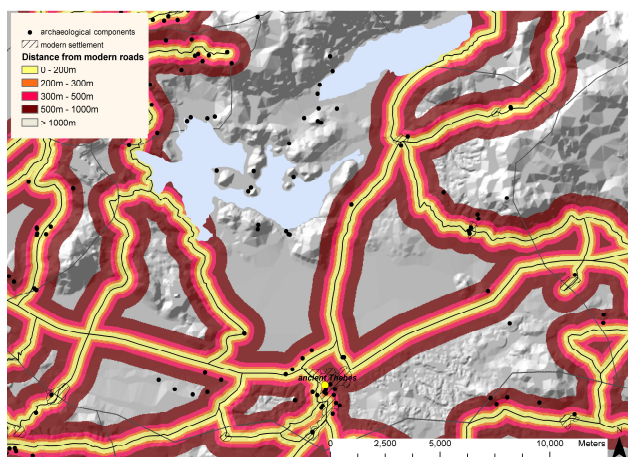 archaeological components
modern settlement
Distance from modern roads
0 - 200m
200m - 300m
300m - 500m
500m - 1000m
> 1000m
ancient Thebes
0 2,500 5,000 10,000 Meters
N